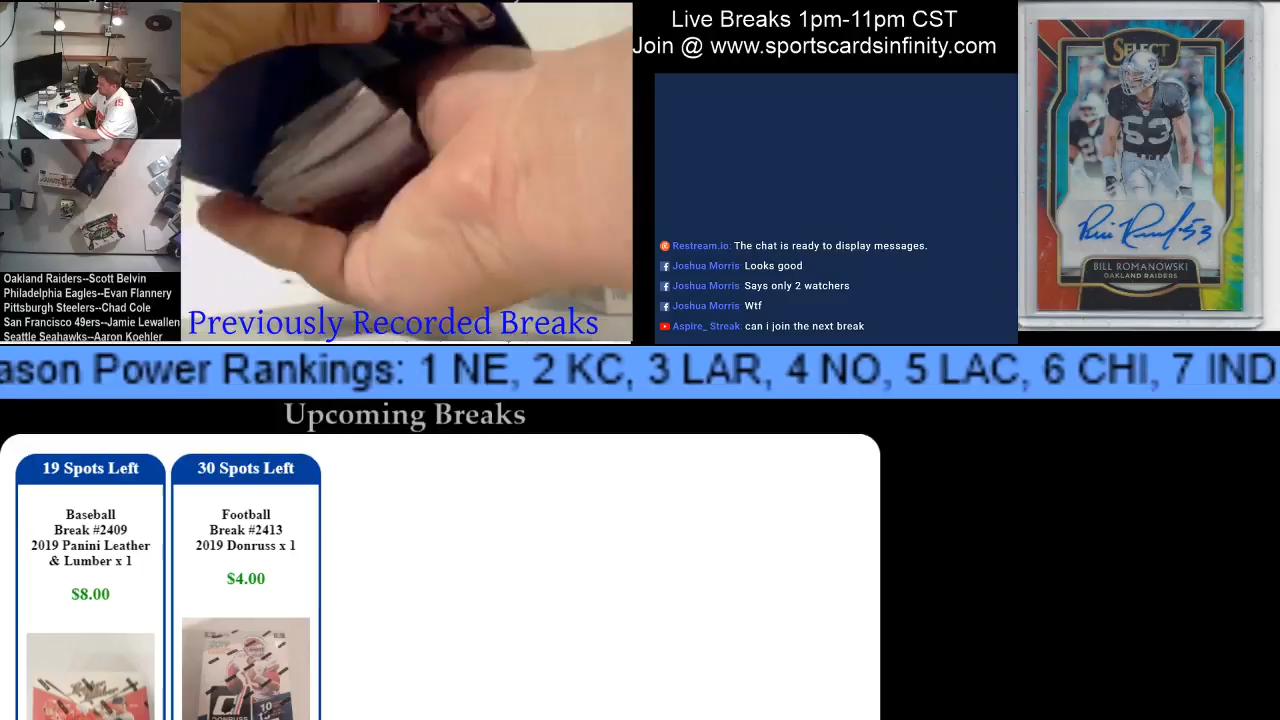 Live Breaks 1pm-11pm CST
Join @ www.sportscardsinfinity.com
SELECT
53
BILL ROMANOWSKI
OAKLAND RAIDERS
Oakland Raiders--Scott Belvin
Philadelphia Eagles--Evan Flannery
Pittsburgh Steelers--Chad Cole
San Francisco 49ers--Jamie Lewallen
Seattle Seahawks--Aaron Koehler
Previously Recorded Breaks
Restream.io: The chat is ready to display messages.
Joshua Morris Looks good
Joshua Morris Says only 2 watchers
Joshua Morris Wtf
Aspire_ Streak: can i join the next break
ason Power Rankings: 1 NE, 2 KC, 3 LAR, 4 NO, 5 LAC, 6 CHI, 7 IND
Upcoming Breaks
19 Spots Left
Baseball
Break #2409
2019 Panini Leather
& Lumber x 1
$8.00
30 Spots Left
Football
Break #2413
2019 Donruss x 1
$4.00
10
DONRUSS